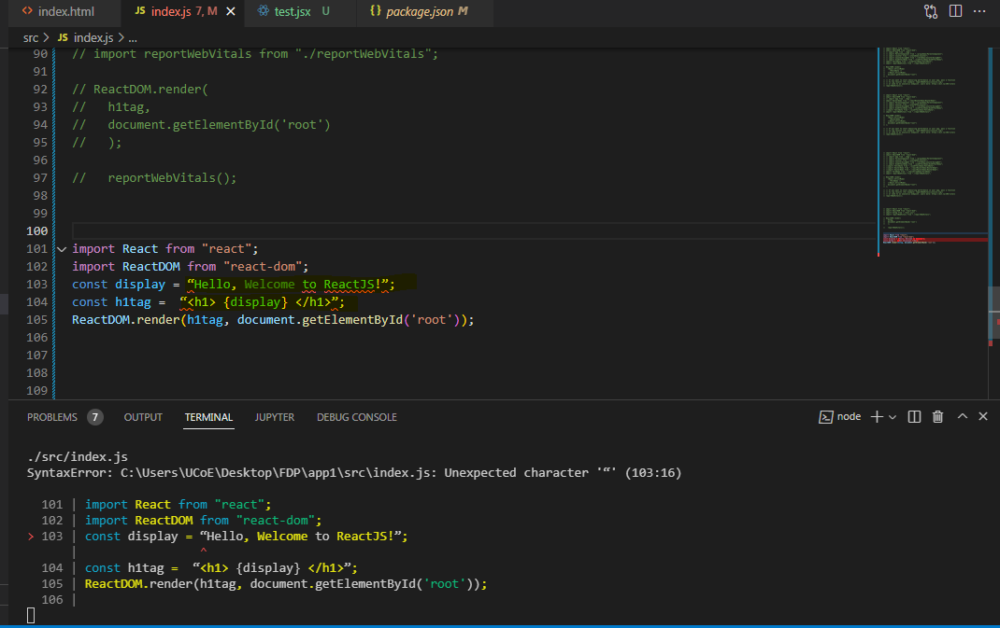 <> index.html JS index.js 7, M × test.jsx U {} package.json M ...
src > JS index.js > ...
90 // import reportWebVitals from "./reportWebVitals";
91
92 // ReactDOM.render(
93 //   h1tag,
94 //   document.getElementById('root')
95 //   );
96
97 //   reportWebVitals();
98
99
100
101 import React from "react";
102 import ReactDOM from "react-dom";
103 const display = “Hello, Welcome to ReactJS!”;
104 const h1tag =  “<h1> {display} </h1>”;
105 ReactDOM.render(h1tag, document.getElementById('root'));
106
107
108
109
PROBLEMS 7 OUTPUT TERMINAL JUPYTER DEBUG CONSOLE node
./src/index.js
SyntaxError: C:\Users\UCoE\Desktop\FDP\app1\src\index.js: Unexpected character '“' (103:16)
101 | import React from "react";
102 | import ReactDOM from "react-dom";
> 103 | const display = “Hello, Welcome to ReactJS!”;
| ^
104 | const h1tag =  “<h1> {display} </h1>”;
105 | ReactDOM.render(h1tag, document.getElementById('root'));
106 |